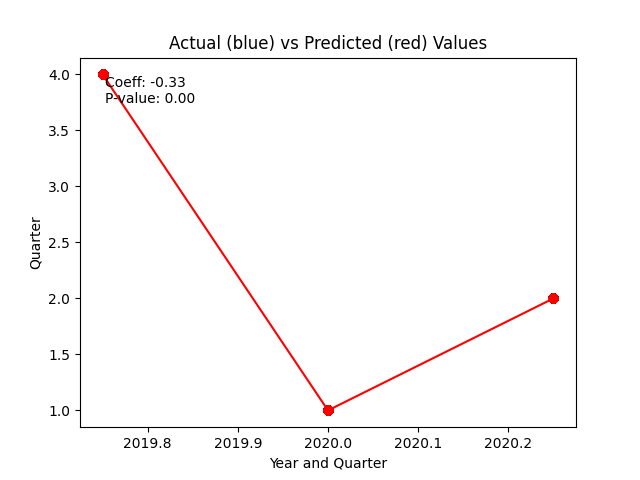 Actual (blue) vs Predicted (red) Values
Coeff: -0.33
P-value: 0.00
4.0
3.5
3.0
2.5
2.0
1.5
1.0
Quarter
2019.8 2019.9 2020.0 2020.1 2020.2
Year and Quarter